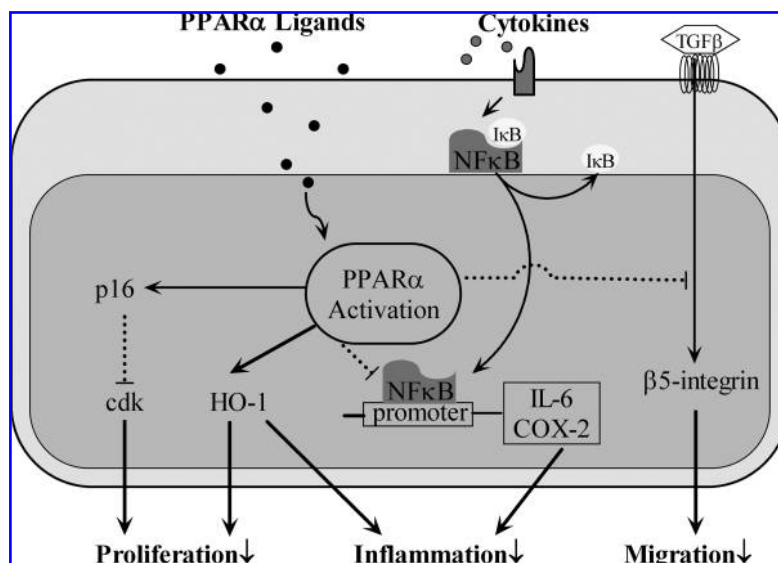 PPARα Ligands
Cytokines
TGFβ
IκB
NFκB
IκB
PPARα
Activation
p16
NFκB
promoter
cdk
HO-1
IL-6
COX-2
β5-integrin
Proliferation↓
Inflammation↓
Migration↓